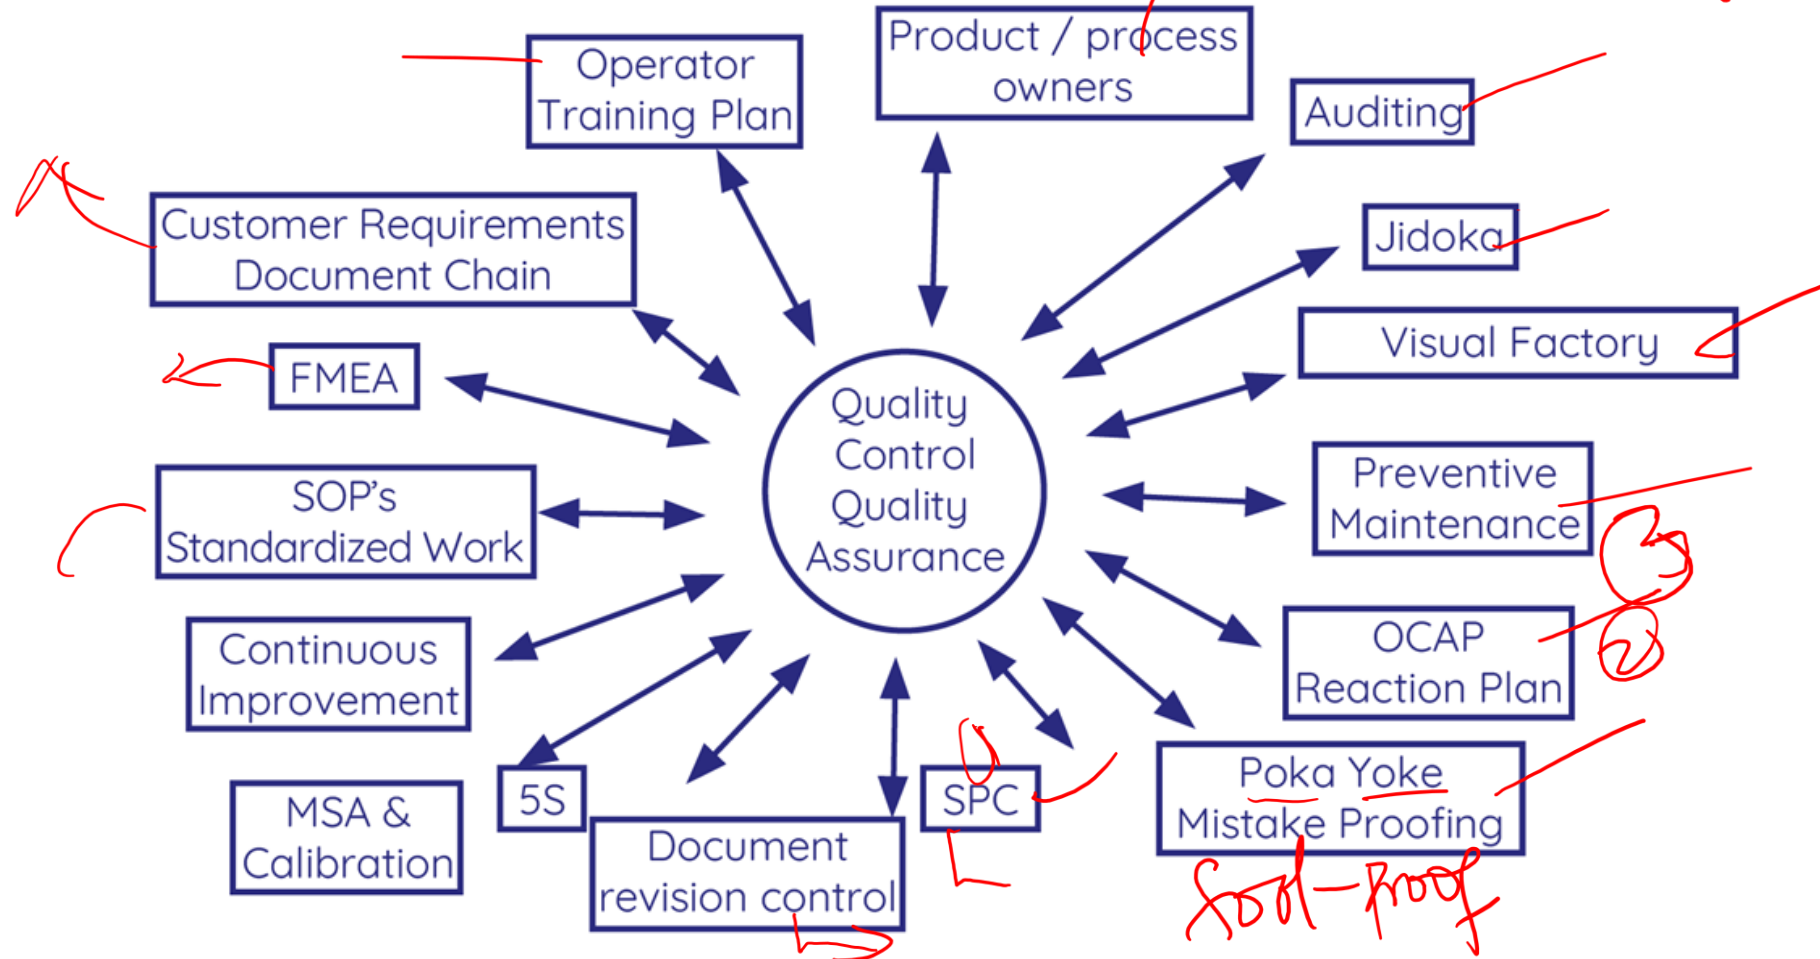 Product / process
owners
Operator
Training Plan
Auditing
Customer Requirements
Document Chain
Jidoka
Visual Factory
FMEA
Quality
Control
Quality
Assurance
Preventive
Maintenance
SOP's
Standardized Work
3
2
OCAP
Reaction Plan
Continuous
Improvement
5S
SPC
Poka Yoke
Mistake Proofing
MSA &
Calibration
Document
revision control
fool-Proof